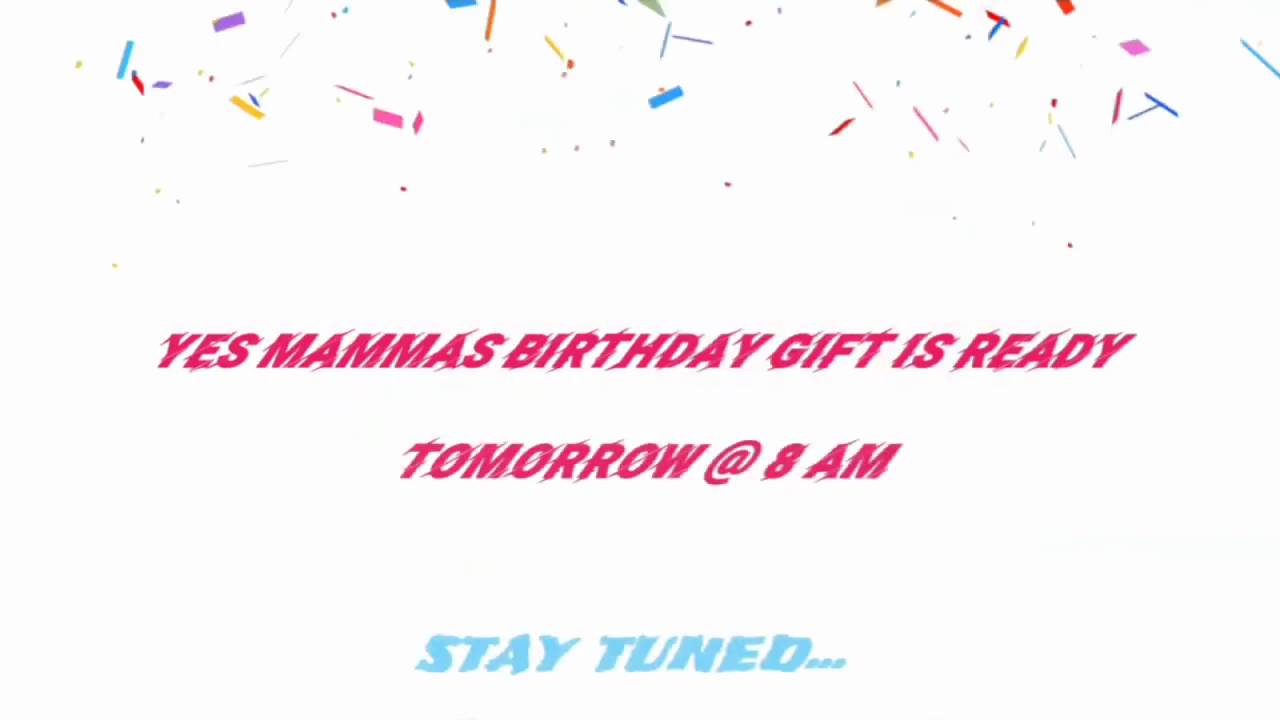 YES MAMMAS BIRTHDAY GIFT IS READY
TOMORROW @ 8 AM
STAY TUNED...